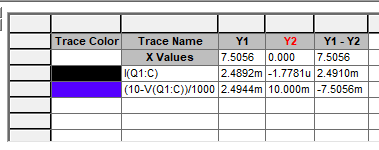 Trace Color Trace Name Y1 Y2 Y1 - Y2
X Values 7.5056 0.000 7.5056
I(Q1:C) 2.4892m -1.7781u 2.4910m
(10-V(Q1:C))/1000 2.4944m 10.000m -7.5056m